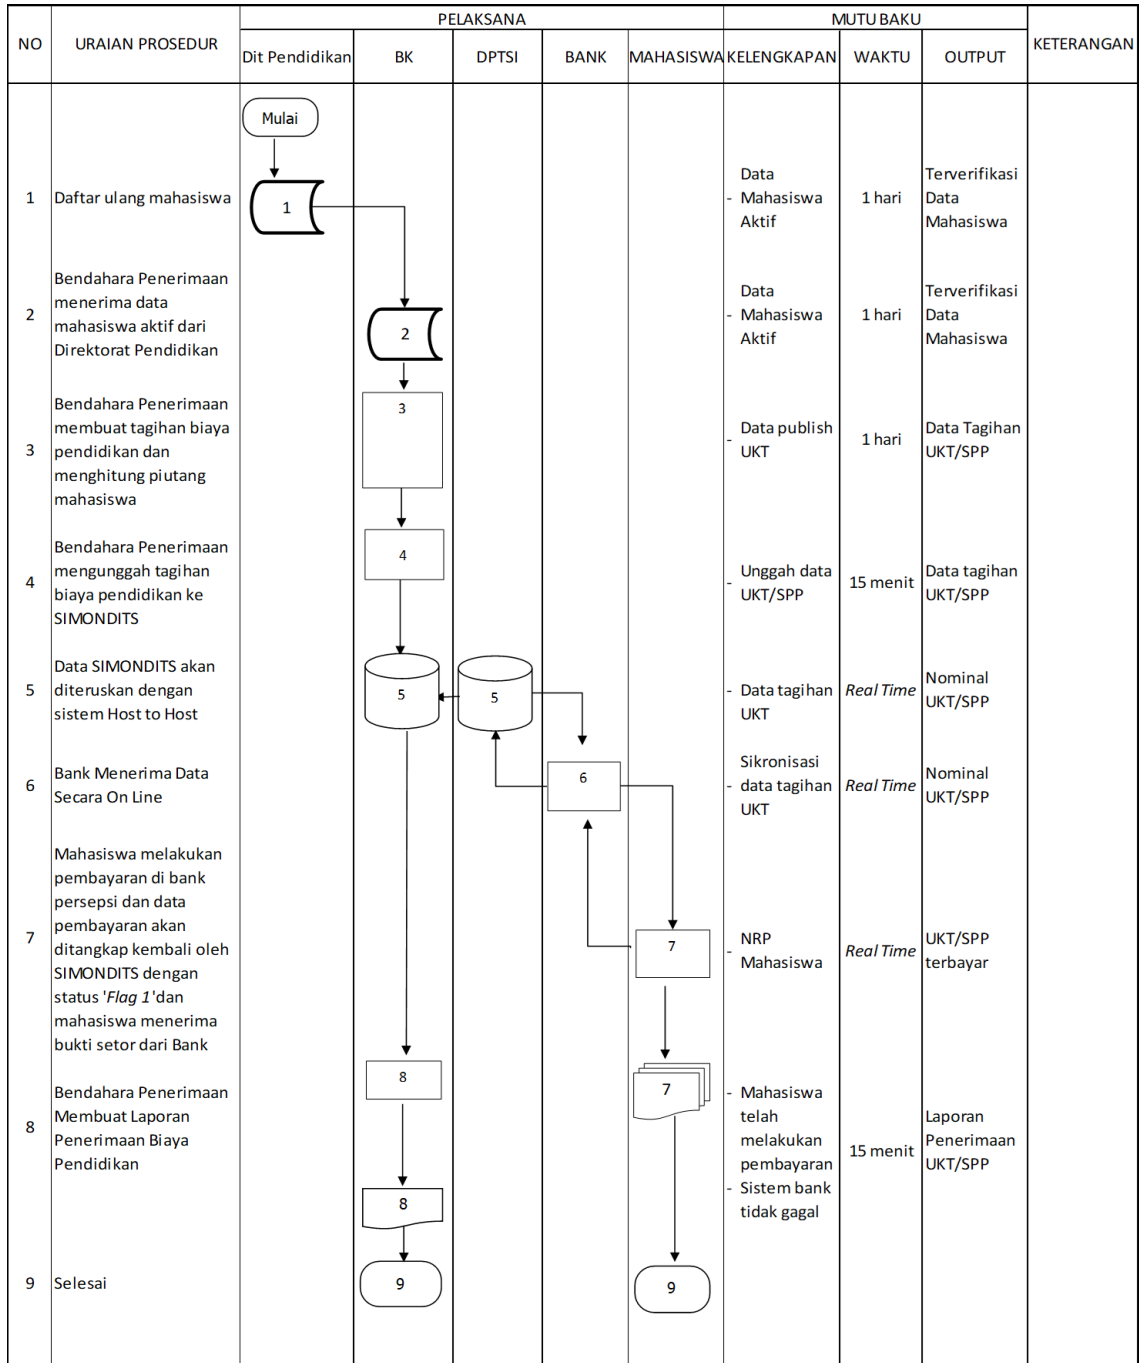 PELAKSANA
MUTU BAKU
NO
URAIAN PROSEDUR
KETERANGAN
Dit Pendidikan
BK
DPTSI
BANK
MAHASISWA
KELENGKAPAN
WAKTU
OUTPUT
Mulai
1
Daftar ulang mahasiswa
1
- Data
Mahasiswa
Aktif
1 hari
Terverifikasi
Data
Mahasiswa
2
Bendahara Penerimaan
menerima data
mahasiswa aktif dari
Direktorat Pendidikan
2
- Data
Mahasiswa
Aktif
1 hari
Terverifikasi
Data
Mahasiswa
3
Bendahara Penerimaan
membuat tagihan biaya
pendidikan dan
menghitung piutang
mahasiswa
3
- Data publish
UKT
1 hari
Data Tagihan
UKT/SPP
4
Bendahara Penerimaan
mengunggah tagihan
biaya pendidikan ke
SIMONDITS
4
- Unggah data
UKT/SPP
15 menit
Data tagihan
UKT/SPP
5
Data SIMONDITS akan
diteruskan dengan
sistem Host to Host
5
5
- Data tagihan
UKT
Real Time
Nominal
UKT/SPP
6
Bank Menerima Data
Secara On Line
6
- Sikronisasi
data tagihan
UKT
Real Time
Nominal
UKT/SPP
7
Mahasiswa melakukan
pembayaran di bank
persepsi dan data
pembayaran akan
ditangkap kembali oleh
SIMONDITS dengan
status 'Flag 1'dan
mahasiswa menerima
bukti setor dari Bank
7
- NRP
Mahasiswa
Real Time
UKT/SPP
terbayar
8
Bendahara Penerimaan
Membuat Laporan
Penerimaan Biaya
Pendidikan
8
7
8
- Mahasiswa
telah
melakukan
pembayaran
- Sistem bank
tidak gagal
15 menit
Laporan
Penerimaan
UKT/SPP
9
Selesai
9
9